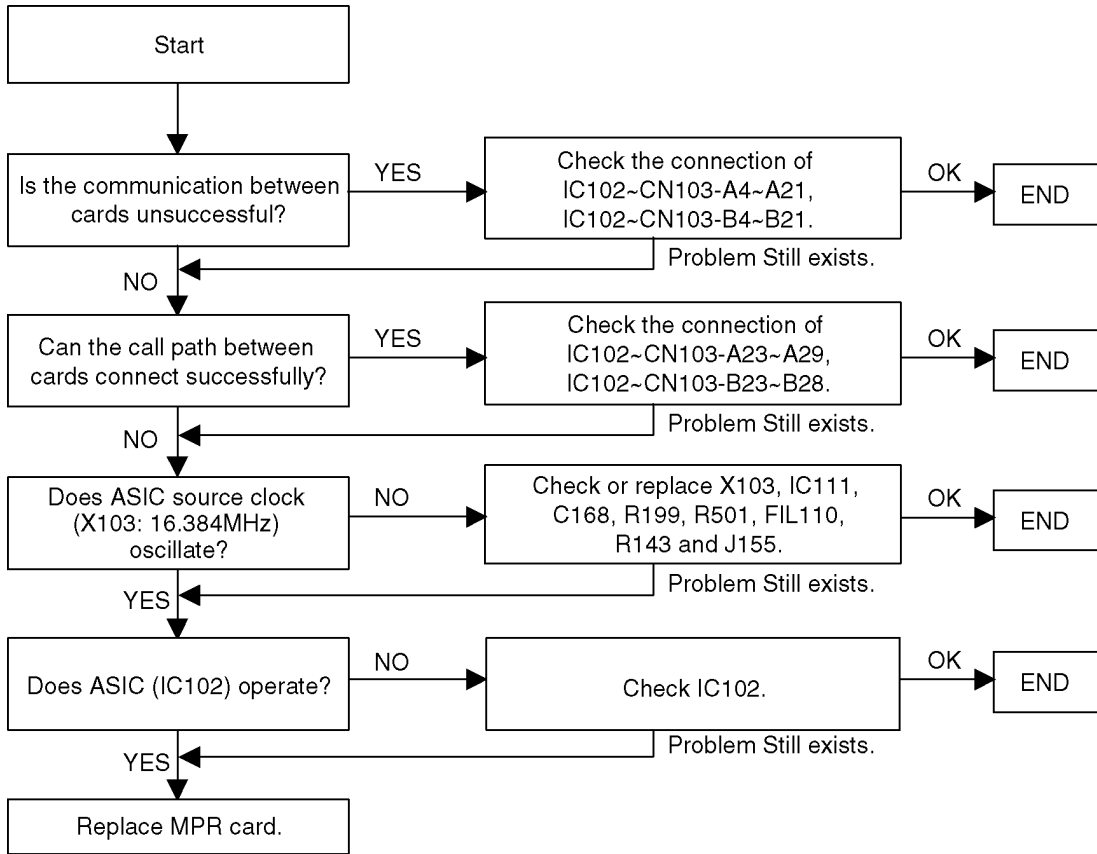 Start
Is the communication between
cards unsuccessful?
YES
Check the connection of
IC102~CN103-A4~A21,
IC102~CN103-B4~B21.
OK
END
Problem Still exists.
NO
Can the call path between
cards connect successfully?
YES
Check the connection of
IC102~CN103-A23~A29,
IC102~CN103-B23~B28.
OK
END
Problem Still exists.
NO
Does ASIC source clock
(X103: 16.384MHz)
oscillate?
NO
Check or replace X103, IC111,
C168, R199, R501, FIL110,
R143 and J155.
OK
END
Problem Still exists.
YES
Does ASIC (IC102) operate?
NO
Check IC102.
OK
END
Problem Still exists.
YES
Replace MPR card.